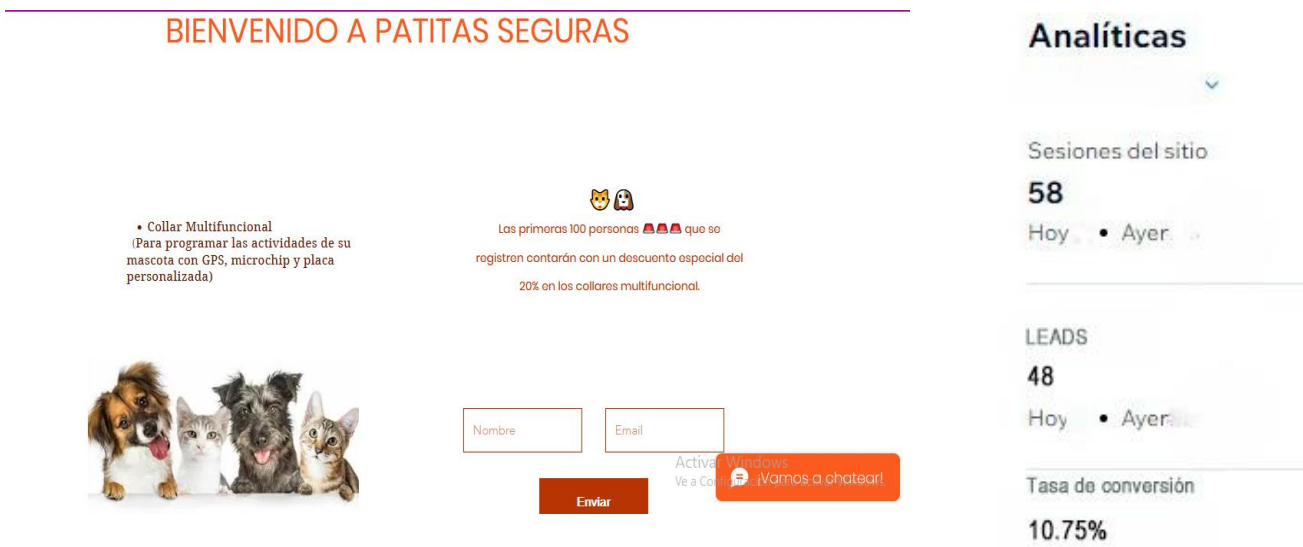 BIENVENIDO A PATITAS SEGURAS
• Collar Multifuncional
(Para programar las actividades de su
mascota con GPS, microchip y placa
personalizada)
Las primeras 100 personas 🚨🚨🚨 que se
registren contarán con un descuento especial del
20% en los collares multifuncional.
Nombre
Email
Enviar
Activar Windows
Ve a
¡Vamos a chatear!
Analíticas
Sesiones del sitio
58
Hoy • Ayer
LEADS
48
Hoy • Ayer
Tasa de conversión
10.75%